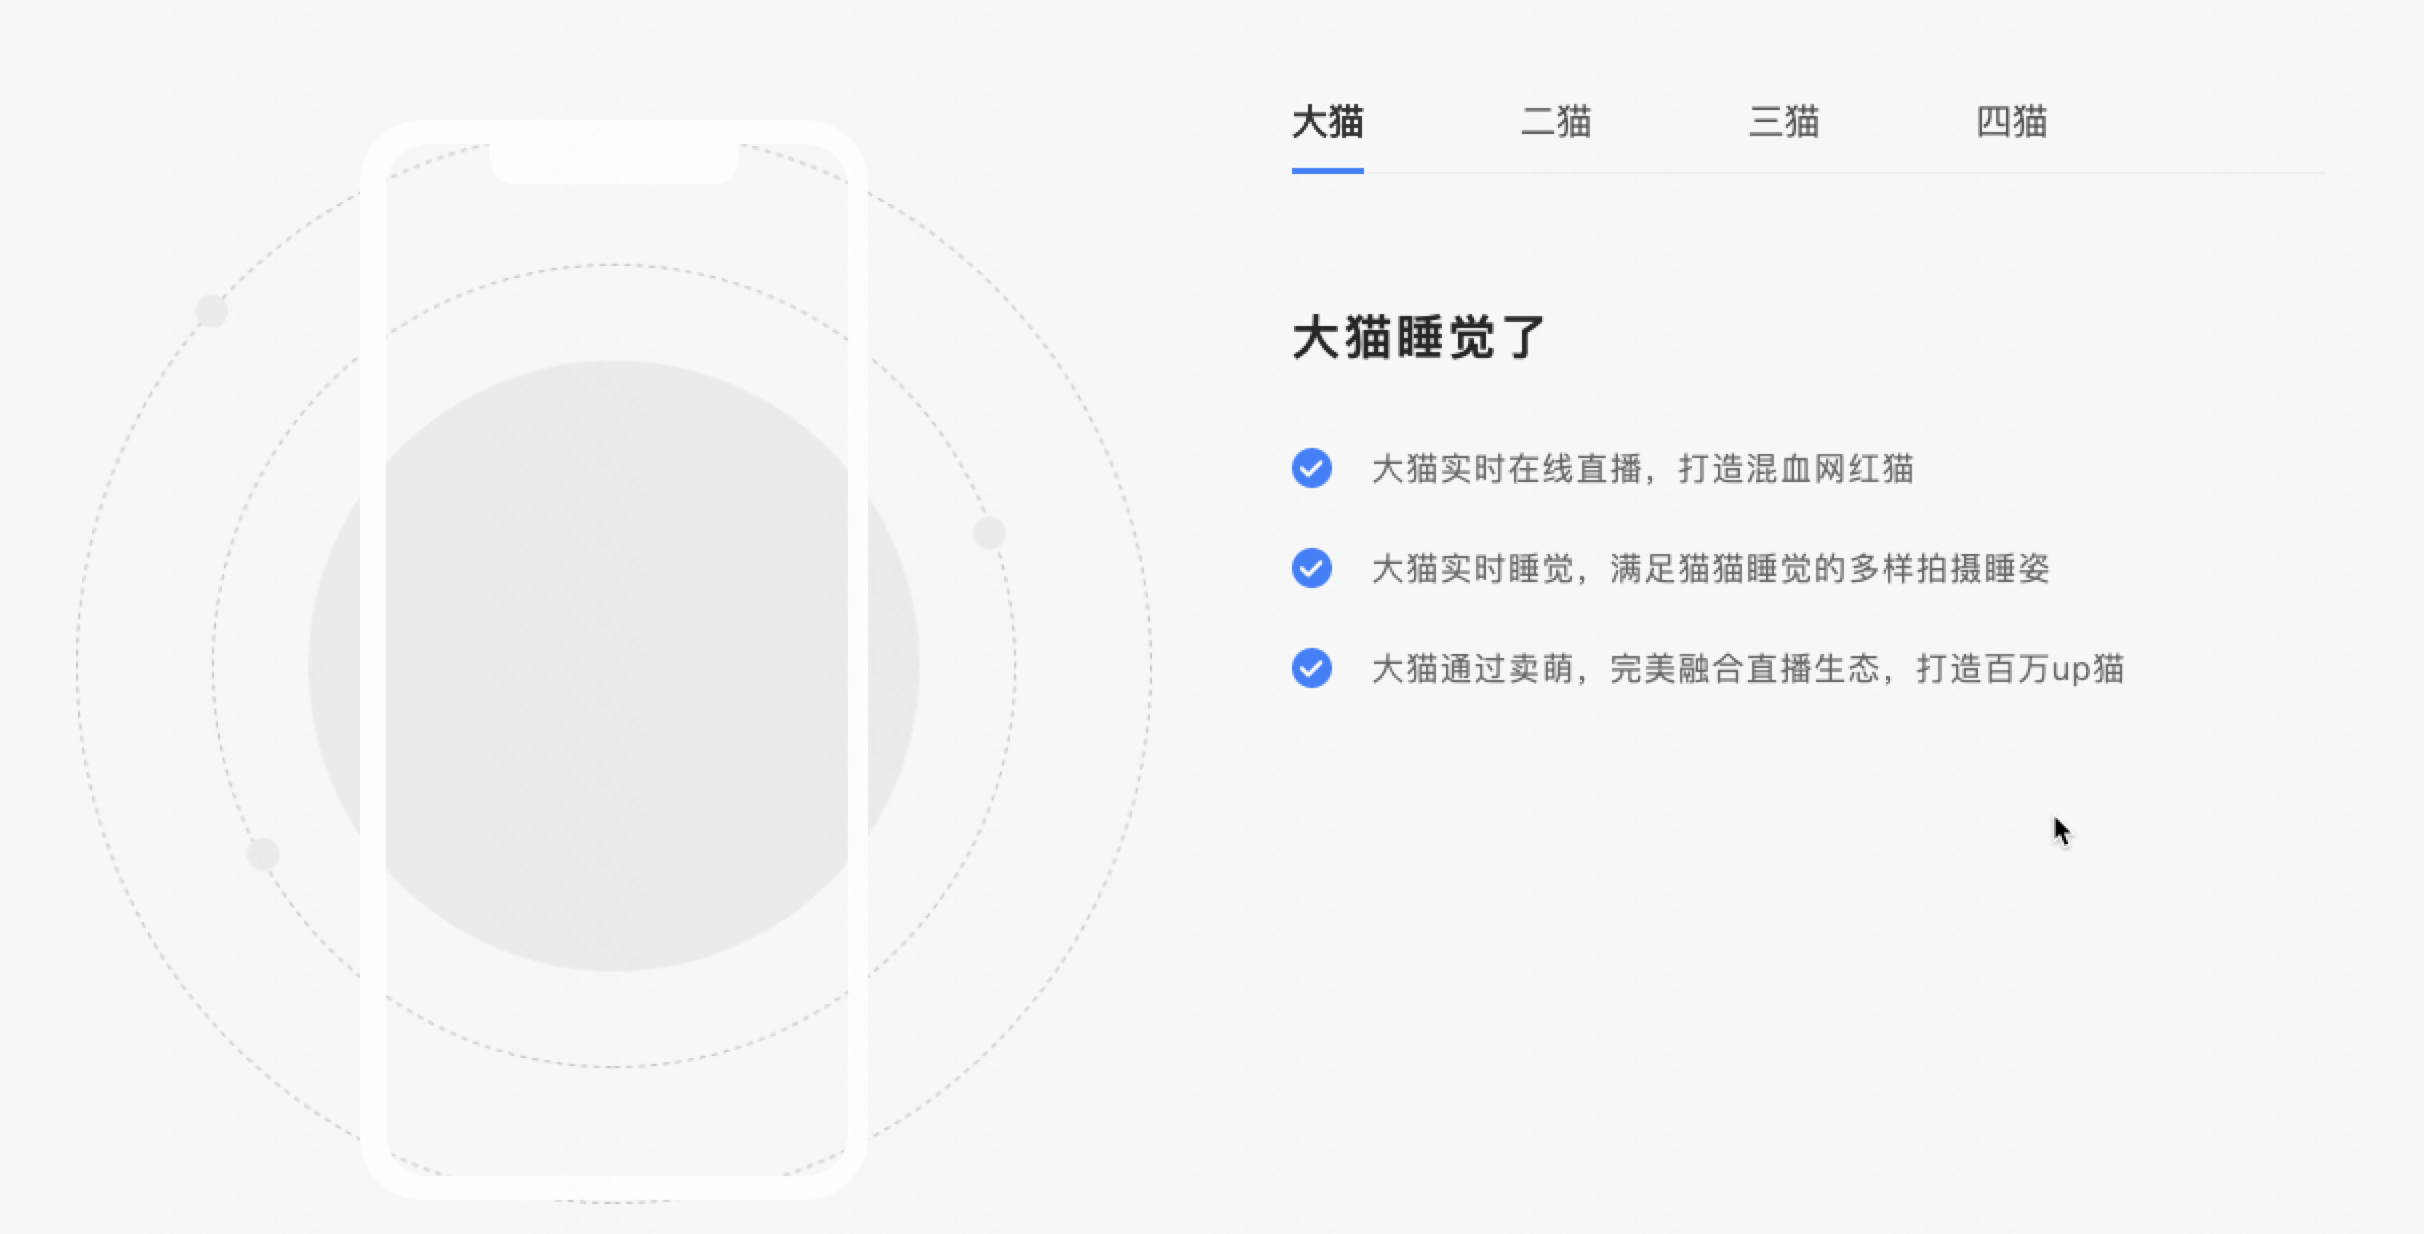 大猫 二猫 三猫 四猫
大猫睡觉了
大猫实时在线直播，打造混血网红猫
大猫实时睡觉，满足猫猫睡觉的多样拍摄睡姿
大猫通过卖萌，完美融合直播生态，打造百万up猫